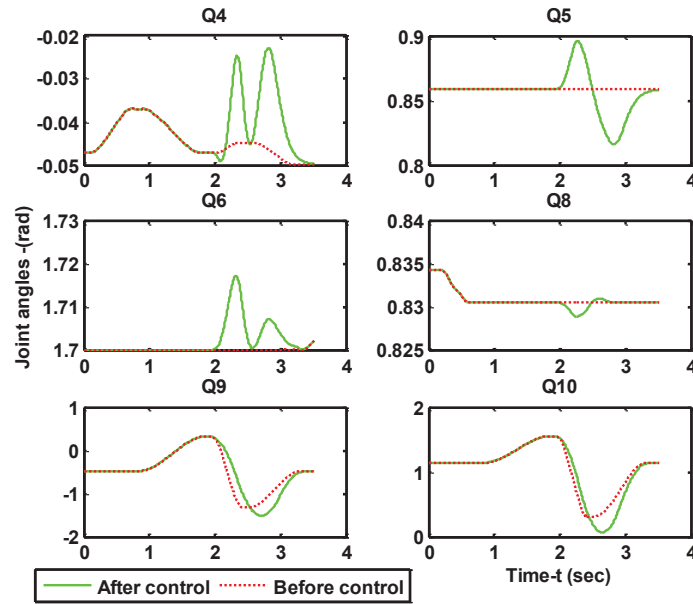 Q4 Q5
-0.02 0.9
-0.03
0.85
-0.04
-0.05 0.8
0 1 2 3 4 0 1 2 3 4
Q6 Q8
1.73 0.84
1.72 0.835
1.71 0.83
1.7 0.825
0 1 2 3 4 0 1 2 3 4
Joint angles -(rad)
Q9 Q10
1 2
0
1
-1
-2 0
0 1 2 3 4 0 1 2 3 4
After control Before control
Time-t (sec)